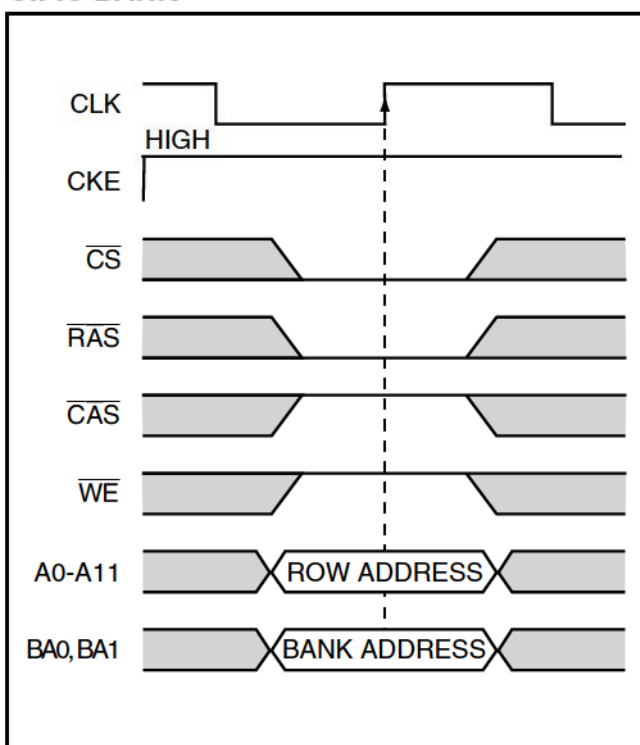 CLK
HIGH
CKE
CS
RAS
CAS
WE
A0-A11 ROW ADDRESS
BA0, BA1 BANK ADDRESS